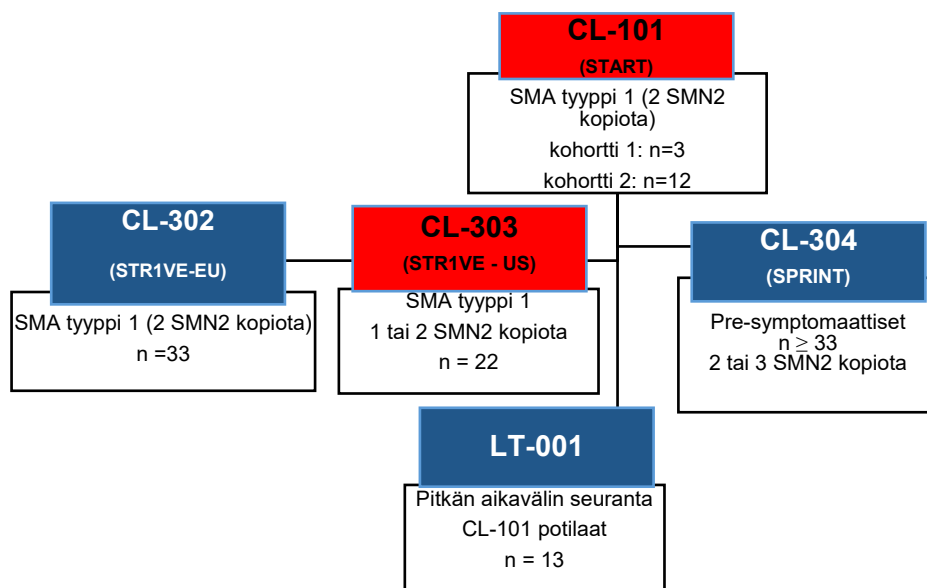 CL-101
(START)
SMA tyyppi 1 (2 SMN2
kopiota)
kohortti 1: n=3
kohortti 2: n=12
CL-302
(STR1VE-EU)
SMA tyyppi 1 (2 SMN2 kopiota)
n =33
CL-303
(STR1VE - US)
SMA tyyppi 1
1 tai 2 SMN2 kopiota
n = 22
CL-304
(SPRINT)
Pre-symptomaattiset
n ≥ 33
2 tai 3 SMN2 kopiota
LT-001
Pitkän aikavälin seuranta
CL-101 potilaat
n = 13